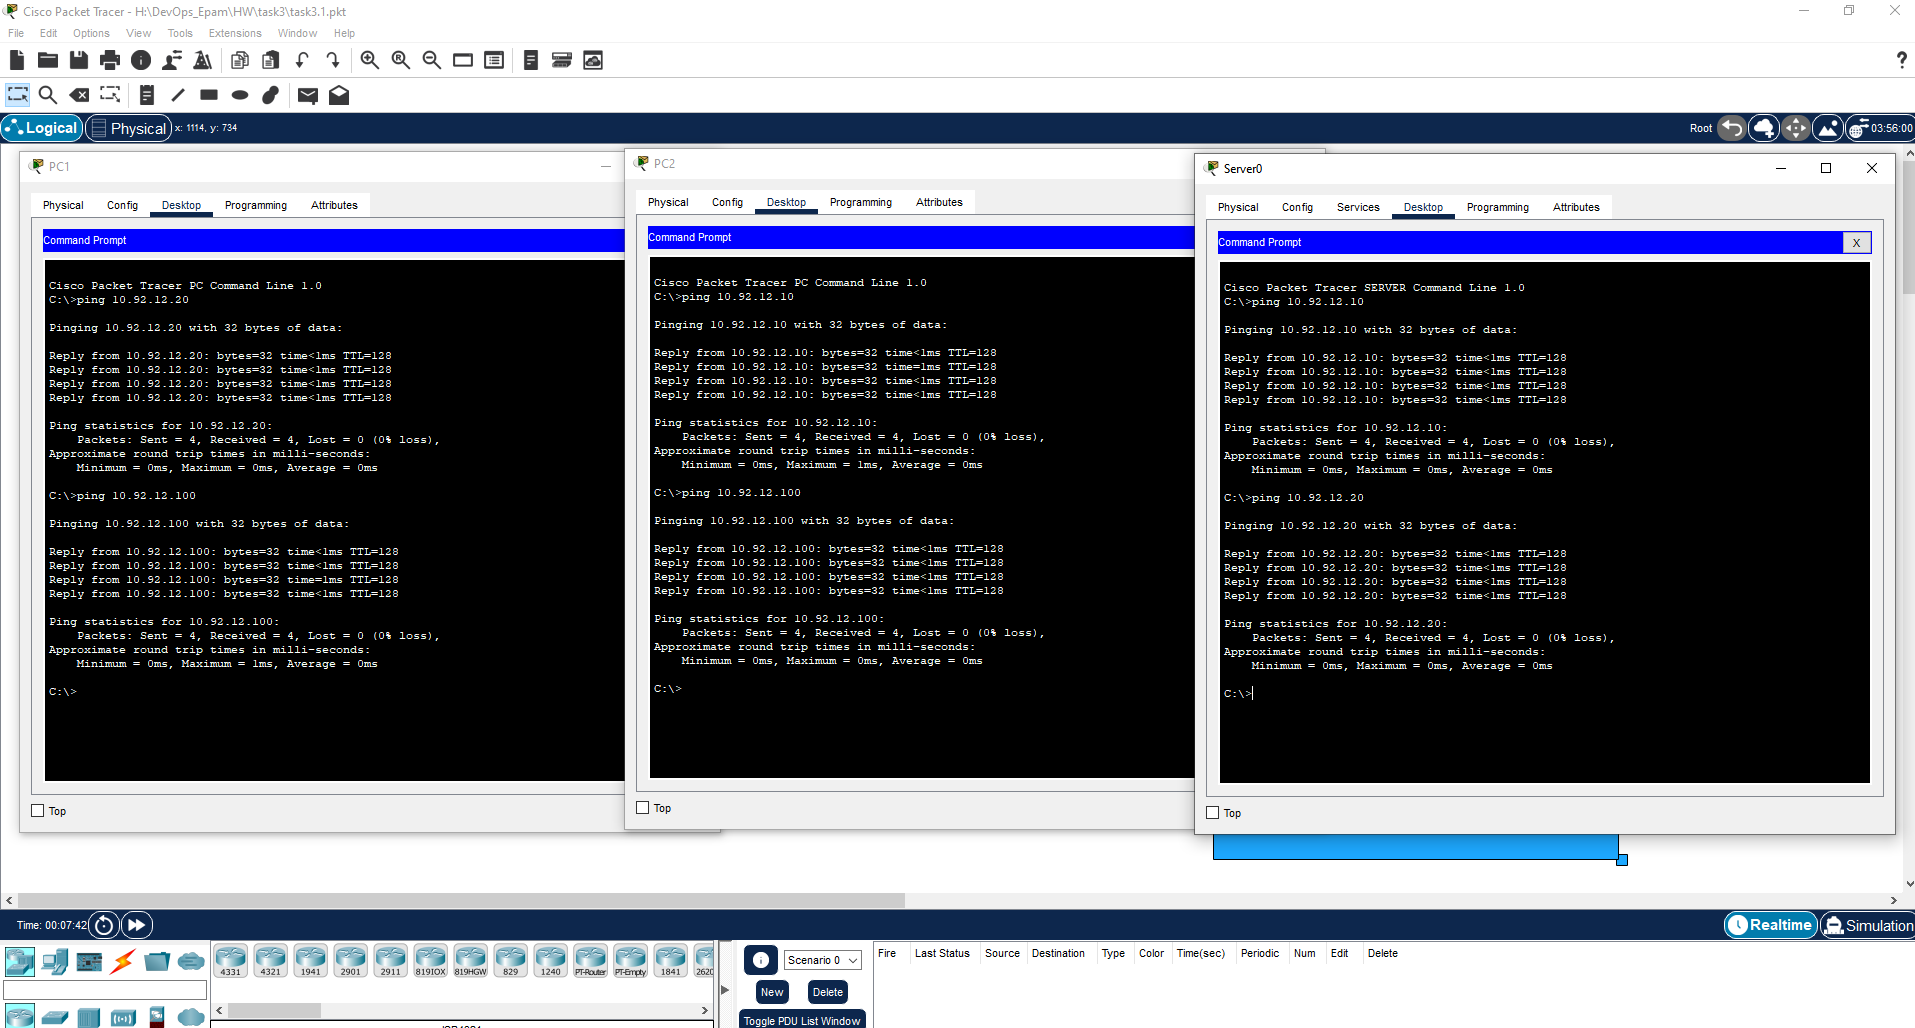 Cisco Packet Tracer - H:\DevOps_Epam\HW\task3\task3.1.pkt
File Edit Options View Tools Extensions Window Help
?
Logical Physical x: 1114, y: 734 Root 03:56:00
PC1
Physical Config Desktop Programming Attributes
Command Prompt
Cisco Packet Tracer PC Command Line 1.0
C:\>ping 10.92.12.20
Pinging 10.92.12.20 with 32 bytes of data:
Reply from 10.92.12.20: bytes=32 time<1ms TTL=128
Reply from 10.92.12.20: bytes=32 time<1ms TTL=128
Reply from 10.92.12.20: bytes=32 time<1ms TTL=128
Reply from 10.92.12.20: bytes=32 time<1ms TTL=128
Ping statistics for 10.92.12.20:
Packets: Sent = 4, Received = 4, Lost = 0 (0% loss),
Approximate round trip times in milli-seconds:
Minimum = 0ms, Maximum = 0ms, Average = 0ms
C:\>ping 10.92.12.100
Pinging 10.92.12.100 with 32 bytes of data:
Reply from 10.92.12.100: bytes=32 time<1ms TTL=128
Reply from 10.92.12.100: bytes=32 time<1ms TTL=128
Reply from 10.92.12.100: bytes=32 time=1ms TTL=128
Reply from 10.92.12.100: bytes=32 time<1ms TTL=128
Ping statistics for 10.92.12.100:
Packets: Sent = 4, Received = 4, Lost = 0 (0% loss),
Approximate round trip times in milli-seconds:
Minimum = 0ms, Maximum = 1ms, Average = 0ms
C:\>
Top
PC2
Physical Config Desktop Programming Attributes
Command Prompt
Cisco Packet Tracer PC Command Line 1.0
C:\>ping 10.92.12.10
Pinging 10.92.12.10 with 32 bytes of data:
Reply from 10.92.12.10: bytes=32 time<1ms TTL=128
Reply from 10.92.12.10: bytes=32 time=1ms TTL=128
Reply from 10.92.12.10: bytes=32 time<1ms TTL=128
Reply from 10.92.12.10: bytes=32 time<1ms TTL=128
Ping statistics for 10.92.12.10:
Packets: Sent = 4, Received = 4, Lost = 0 (0% loss),
Approximate round trip times in milli-seconds:
Minimum = 0ms, Maximum = 1ms, Average = 0ms
C:\>ping 10.92.12.100
Pinging 10.92.12.100 with 32 bytes of data:
Reply from 10.92.12.100: bytes=32 time<1ms TTL=128
Reply from 10.92.12.100: bytes=32 time<1ms TTL=128
Reply from 10.92.12.100: bytes=32 time<1ms TTL=128
Reply from 10.92.12.100: bytes=32 time<1ms TTL=128
Ping statistics for 10.92.12.100:
Packets: Sent = 4, Received = 4, Lost = 0 (0% loss),
Approximate round trip times in milli-seconds:
Minimum = 0ms, Maximum = 0ms, Average = 0ms
C:\>
Top
Server0
Physical Config Services Desktop Programming Attributes
Command Prompt X
Cisco Packet Tracer SERVER Command Line 1.0
C:\>ping 10.92.12.10
Pinging 10.92.12.10 with 32 bytes of data:
Reply from 10.92.12.10: bytes=32 time<1ms TTL=128
Reply from 10.92.12.10: bytes=32 time<1ms TTL=128
Reply from 10.92.12.10: bytes=32 time<1ms TTL=128
Reply from 10.92.12.10: bytes=32 time<1ms TTL=128
Ping statistics for 10.92.12.10:
Packets: Sent = 4, Received = 4, Lost = 0 (0% loss),
Approximate round trip times in milli-seconds:
Minimum = 0ms, Maximum = 0ms, Average = 0ms
C:\>ping 10.92.12.20
Pinging 10.92.12.20 with 32 bytes of data:
Reply from 10.92.12.20: bytes=32 time<1ms TTL=128
Reply from 10.92.12.20: bytes=32 time<1ms TTL=128
Reply from 10.92.12.20: bytes=32 time<1ms TTL=128
Reply from 10.92.12.20: bytes=32 time<1ms TTL=128
Ping statistics for 10.92.12.20:
Packets: Sent = 4, Received = 4, Lost = 0 (0% loss),
Approximate round trip times in milli-seconds:
Minimum = 0ms, Maximum = 0ms, Average = 0ms
C:\>
Top
Time: 00:07:42 Realtime Simulation
4331 4321 1941 2901 2911 819IOX 819HGW 829 1240 PT-Router PT-Empty 1841 2620
Scenario 0
New Delete
Toggle PDU List Window
Fire Last Status Source Destination Type Color Time(sec) Periodic Num Edit Delete